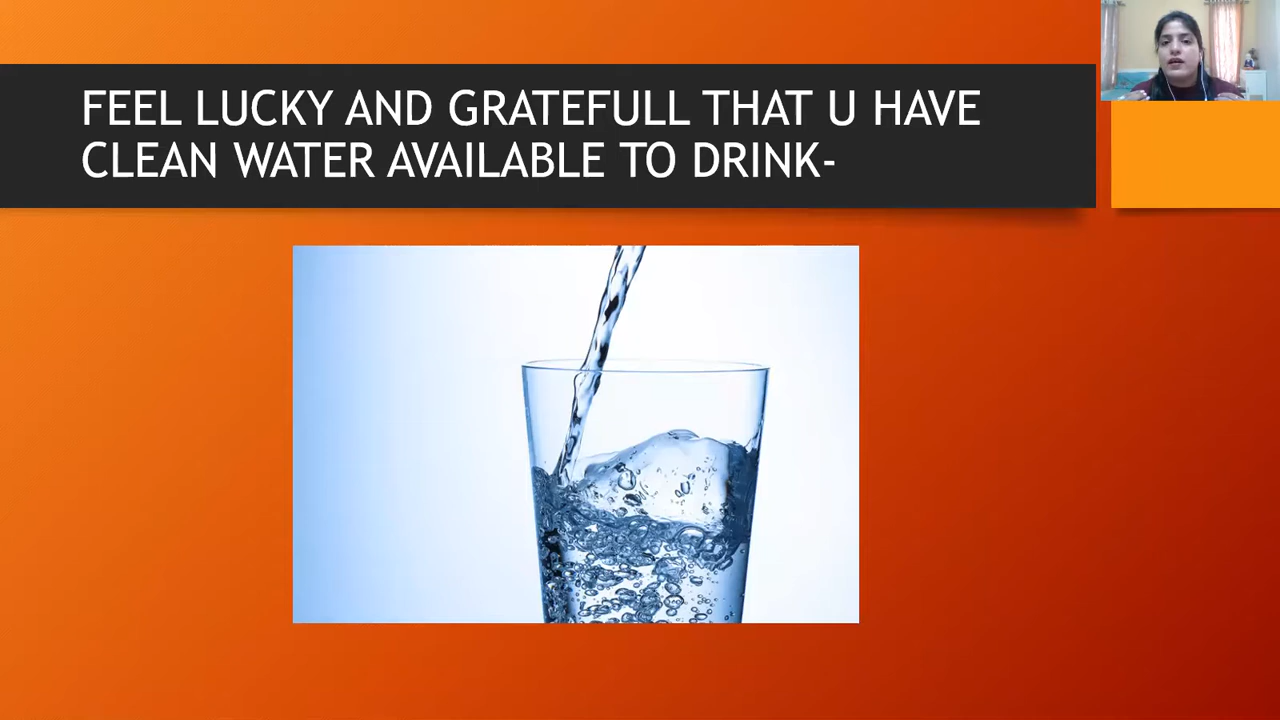 FEEL LUCKY AND GRATEFULL THAT U HAVE
CLEAN WATER AVAILABLE TO DRINK-